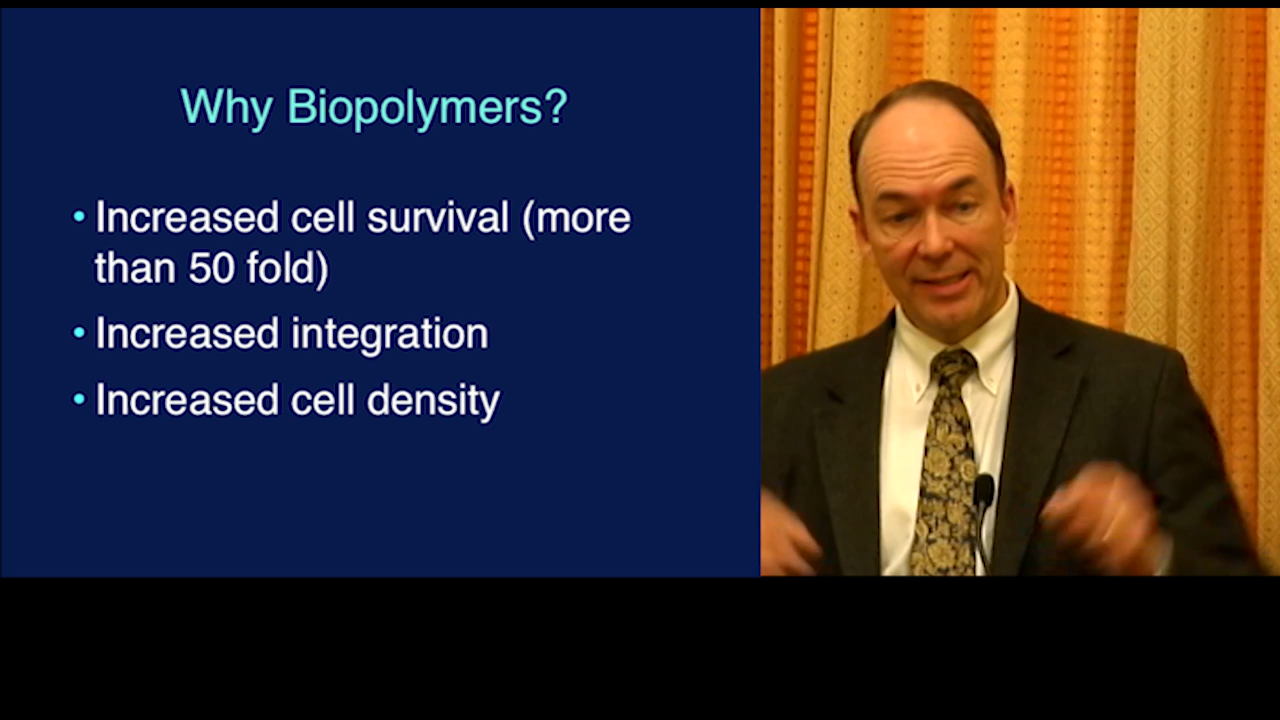 Why Biopolymers?
• Increased cell survival (more
than 50 fold)
• Increased integration
• Increased cell density